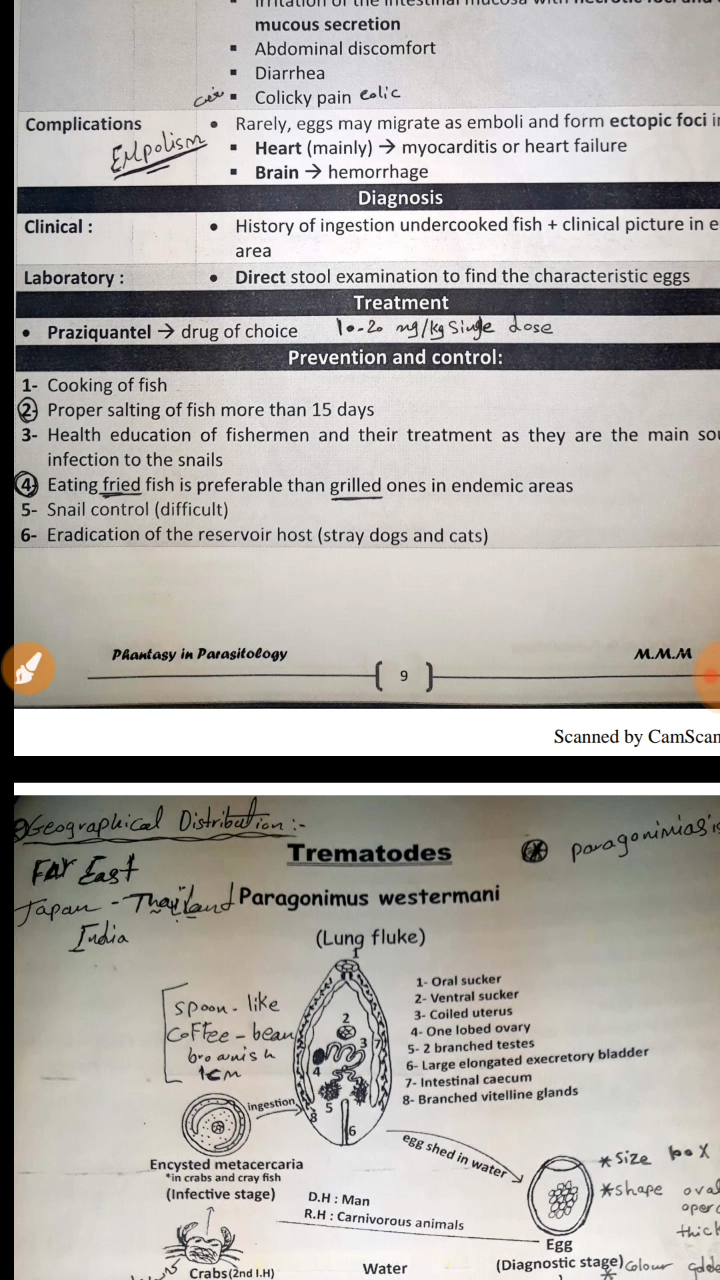 mucous secretion
▪ Abdominal discomfort
▪ Diarrhea
▪ Colicky pain colic
Complications • Rarely, eggs may migrate as emboli and form ectopic foci
Empolism ▪ Heart (mainly) → myocarditis or heart failure
▪ Brain → hemorrhage
Diagnosis
Clinical : • History of ingestion undercooked fish + clinical picture in
area
Laboratory : • Direct stool examination to find the characteristic eggs
Treatment
• Praziquantel → drug of choice 10-20 mg/kg Single dose
Prevention and control:
1- Cooking of fish
2- Proper salting of fish more than 15 days
3- Health education of fishermen and their treatment as they are the main
infection to the snails
4- Eating fried fish is preferable than grilled ones in endemic areas
5- Snail control (difficult)
6- Eradication of the reservoir host (stray dogs and cats)
Phantasy in Parasitology
9
M.M.M
Scanned by CamScan
Geographical Distribution :-
Trematodes
paragonimiasis
Far East
Japan - Thailand
India
Paragonimus westermani
(Lung fluke)
spoon-like
Coffee-bean
brownish
1cm
1
2
3
7
4
5
8
6
1- Oral sucker
2- Ventral sucker
3- Coiled uterus
4- One lobed ovary
5- 2 branched testes
6- Large elongated execretory bladder
7- Intestinal caecum
8- Branched vitelline glands
ingestion
egg shed in water
Encysted metacercaria
*in crabs and cray fish
(Infective stage)
D.H : Man
R.H : Carnivorous animals
* Size 100 X
* shape oval
oper
thick
Egg
(Diagnostic stage) Colour
Crabs(2nd I.H)
Water